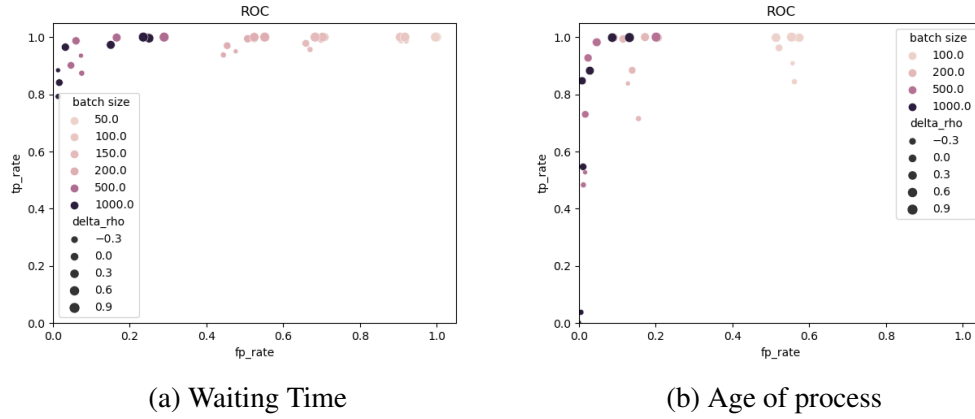 ROC
1.0
0.8
0.6
0.4
0.2
0.0
tp_rate
batch size
50.0
100.0
150.0
200.0
500.0
1000.0
delta_rho
−0.3
0.0
0.3
0.6
0.9
0.0 0.2 0.4 0.6 0.8 1.0
fp_rate
(a) Waiting Time
ROC
1.0
0.8
0.6
0.4
0.2
0.0
tp_rate
batch size
100.0
200.0
500.0
1000.0
delta_rho
−0.3
0.0
0.3
0.6
0.9
0.0 0.2 0.4 0.6 0.8 1.0
fp_rate
(b) Age of process